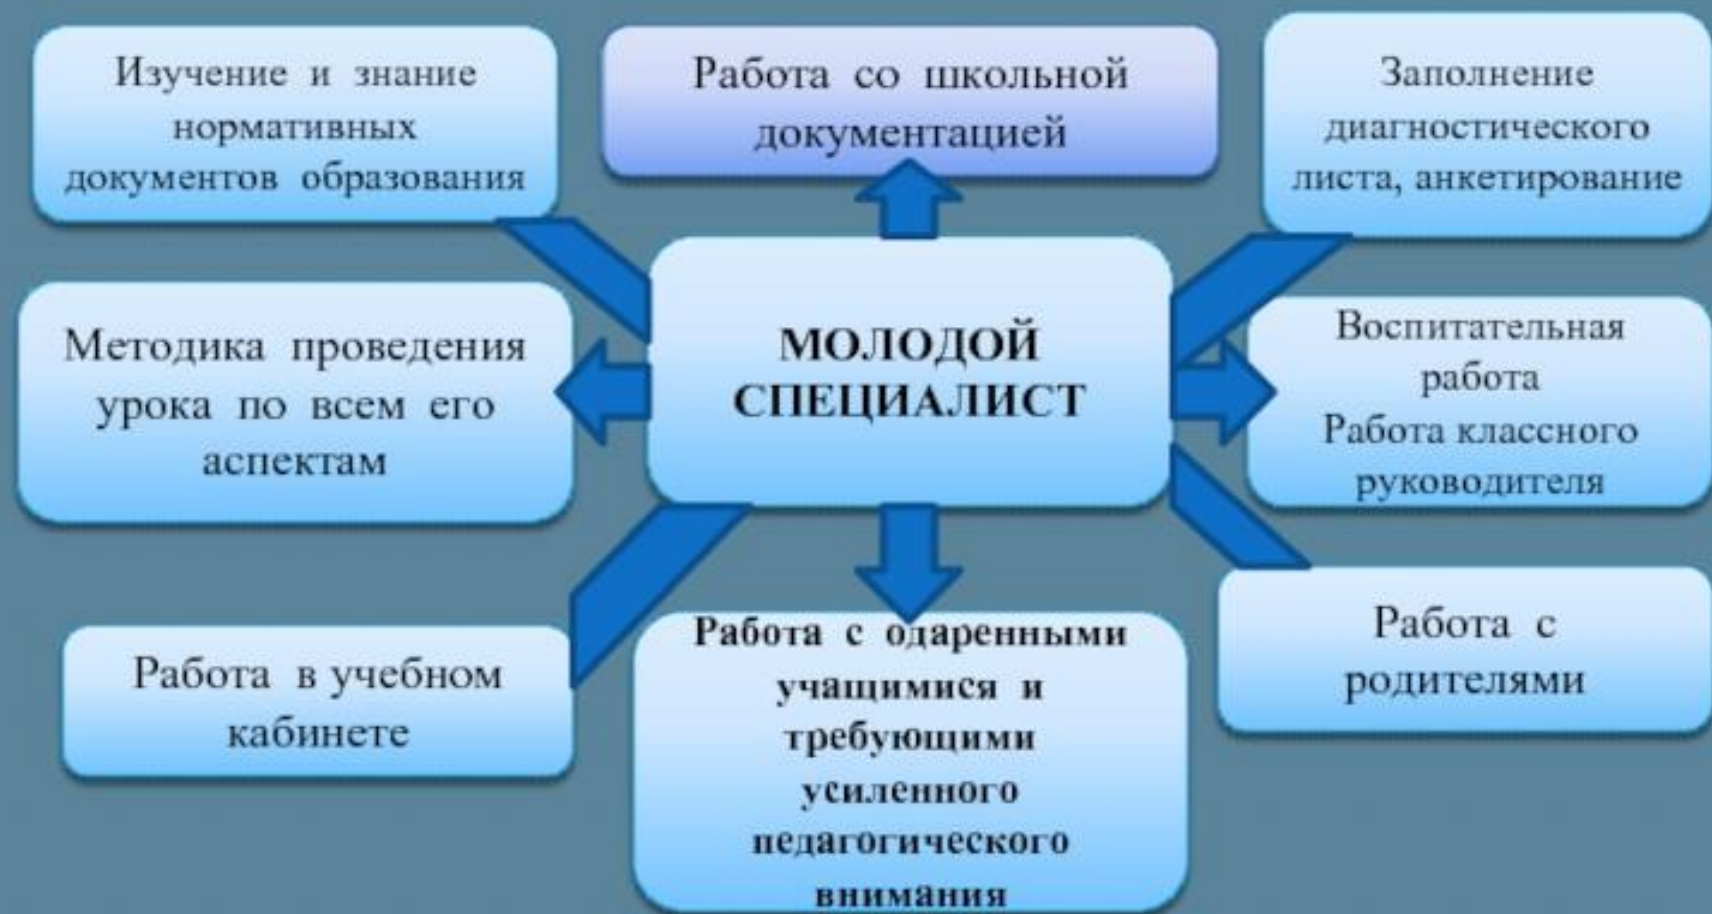 Изучение и знание
нормативных
документов образования
Работа со школьной
документацией
Заполнение
диагностического
листа, анкетирование
Методика проведения
урока по всем его
аспектам
МОЛОДОЙ
СПЕЦИАЛИСТ
Воспитательная
работа
Работа классного
руководителя
Работа в учебном
кабинете
Работа с одаренными
учащимися и
требующими
усиленного
педагогического
внимания
Работа с
родителями